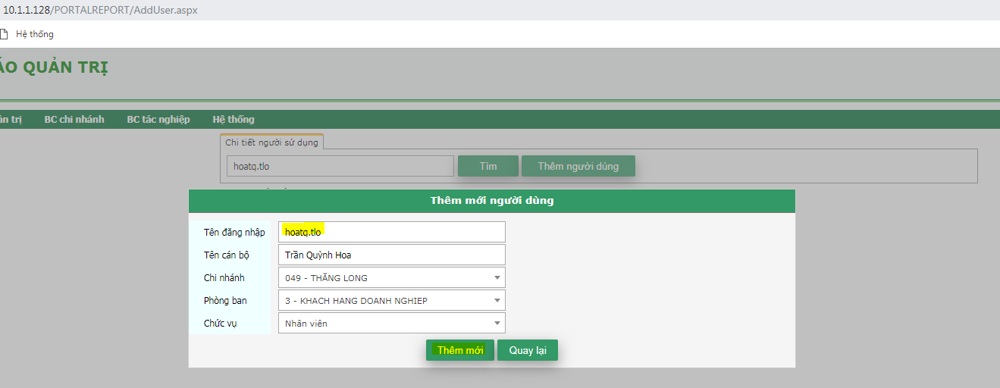 10.1.1.128/PORTALREPORT/AddUser.aspx
Hệ thống
ÁO QUẢN TRỊ
ản trị BC chi nhánh BC tác nghiệp Hệ thống
Chi tiết người sử dụng
hoatq.tlo Tìm Thêm người dùng
Thêm mới người dùng
Tên đăng nhập hoatq.tlo
Tên cán bộ Trần Quỳnh Hoa
Chi nhánh 049 - THĂNG LONG
Phòng ban 3 - KHACH HANG DOANH NGHIEP
Chức vụ Nhân viên
Thêm mới Quay lại